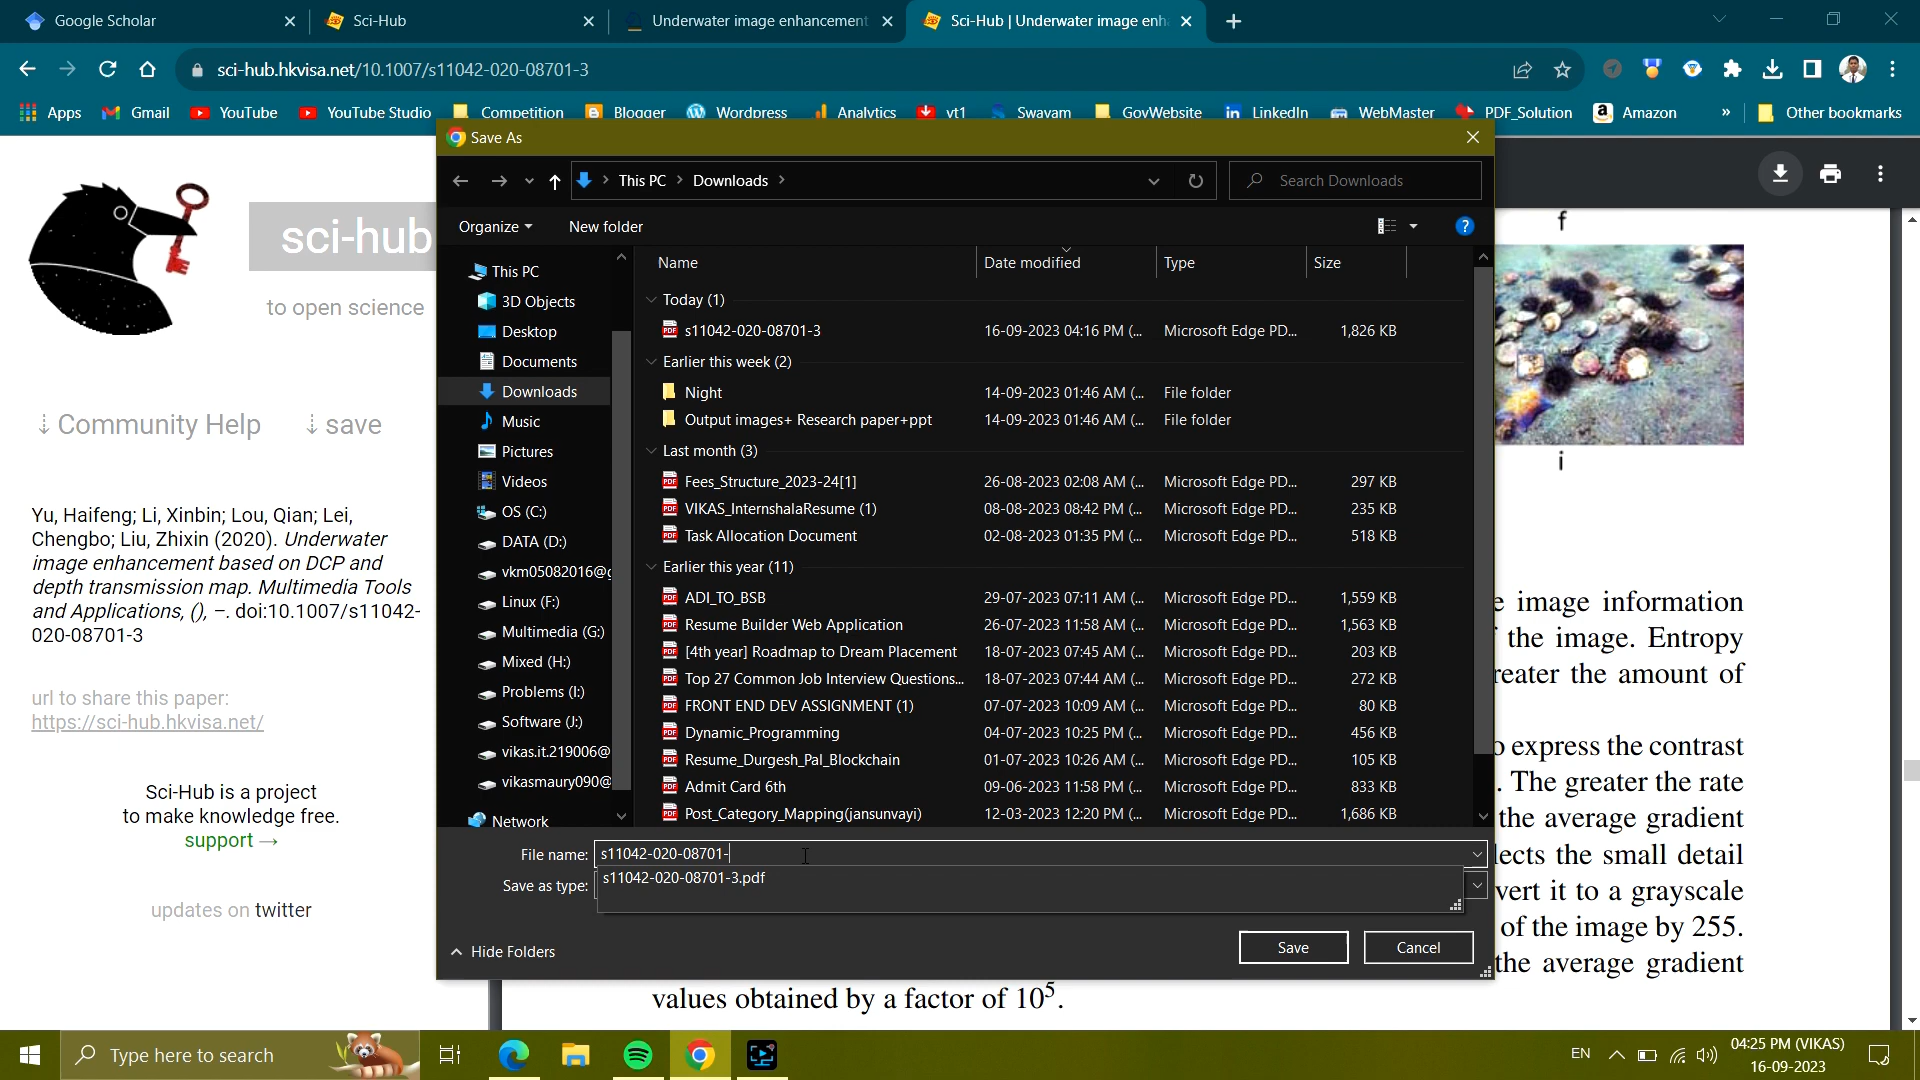 Google Scholar
Sci-Hub
Underwater image enhancement
Sci-Hub | Underwater image enh
sci-hub.hkvisa.net/10.1007/s11042-020-08701-3
Apps
Gmail
YouTube
YouTube Studio
Competition
Blogger
Wordpress
Analytics
vt1
Swayam
GovWebsite
LinkedIn
WebMaster
PDF_Solution
Amazon
»
Other bookmarks
sci-hub
to open science
↓ Community Help
↓ save
Yu, Haifeng; Li, Xinbin; Lou, Qian; Lei,
Chengbo; Liu, Zhixin (2020). Underwater
image enhancement based on DCP and
depth transmission map. Multimedia Tools
and Applications, (), –. doi:10.1007/s11042-
020-08701-3
url to share this paper:
https://sci-hub.hkvisa.net/
Sci-Hub is a project
to make knowledge free.
support →
updates on twitter
Save As
This PC
Downloads
Search Downloads
Organize
New folder
This PC
3D Objects
Desktop
Documents
Downloads
Music
Pictures
Videos
OS (C:)
DATA (D:)
vkm05082016@g
Linux (F:)
Multimedia (G:)
Mixed (H:)
Problems (I:)
Software (J:)
vikas.it.219006@
vikasmaury090@
Network
Name Date modified Type Size
Today (1)
s11042-020-08701-3 16-09-2023 04:16 PM (... Microsoft Edge PD... 1,826 KB
Earlier this week (2)
Night 14-09-2023 01:46 AM (... File folder
Output images+ Research paper+ppt 14-09-2023 01:46 AM (... File folder
Last month (3)
Fees_Structure_2023-24[1] 26-08-2023 02:08 AM (... Microsoft Edge PD... 297 KB
VIKAS_InternshalaResume (1) 08-08-2023 08:42 PM (... Microsoft Edge PD... 235 KB
Task Allocation Document 02-08-2023 01:35 PM (... Microsoft Edge PD... 518 KB
Earlier this year (11)
ADI_TO_BSB 29-07-2023 07:11 AM (... Microsoft Edge PD... 1,559 KB
Resume Builder Web Application 26-07-2023 11:58 AM (... Microsoft Edge PD... 1,563 KB
[4th year] Roadmap to Dream Placement 18-07-2023 07:45 AM (... Microsoft Edge PD... 203 KB
Top 27 Common Job Interview Questions... 18-07-2023 07:44 AM (... Microsoft Edge PD... 272 KB
FRONT END DEV ASSIGNMENT (1) 07-07-2023 10:09 AM (... Microsoft Edge PD... 80 KB
Dynamic_Programming 04-07-2023 10:25 PM (... Microsoft Edge PD... 456 KB
Resume_Durgesh_Pal_Blockchain 01-07-2023 10:26 AM (... Microsoft Edge PD... 105 KB
Admit Card 6th 09-06-2023 11:58 PM (... Microsoft Edge PD... 833 KB
Post_Category_Mapping(jansunvayi) 12-03-2023 12:20 PM (... Microsoft Edge PD... 1,686 KB
File name: s11042-020-08701-
s11042-020-08701-3.pdf
Save as type:
Hide Folders
Save
Cancel
f
i
e image information
the image. Entropy
reater the amount of
o express the contrast
. The greater the rate
the average gradient
lects the small detail
vert it to a grayscale
of the image by 255.
the average gradient
values obtained by a factor of 10⁵.
Type here to search
EN
04:25 PM (VIKAS)
16-09-2023